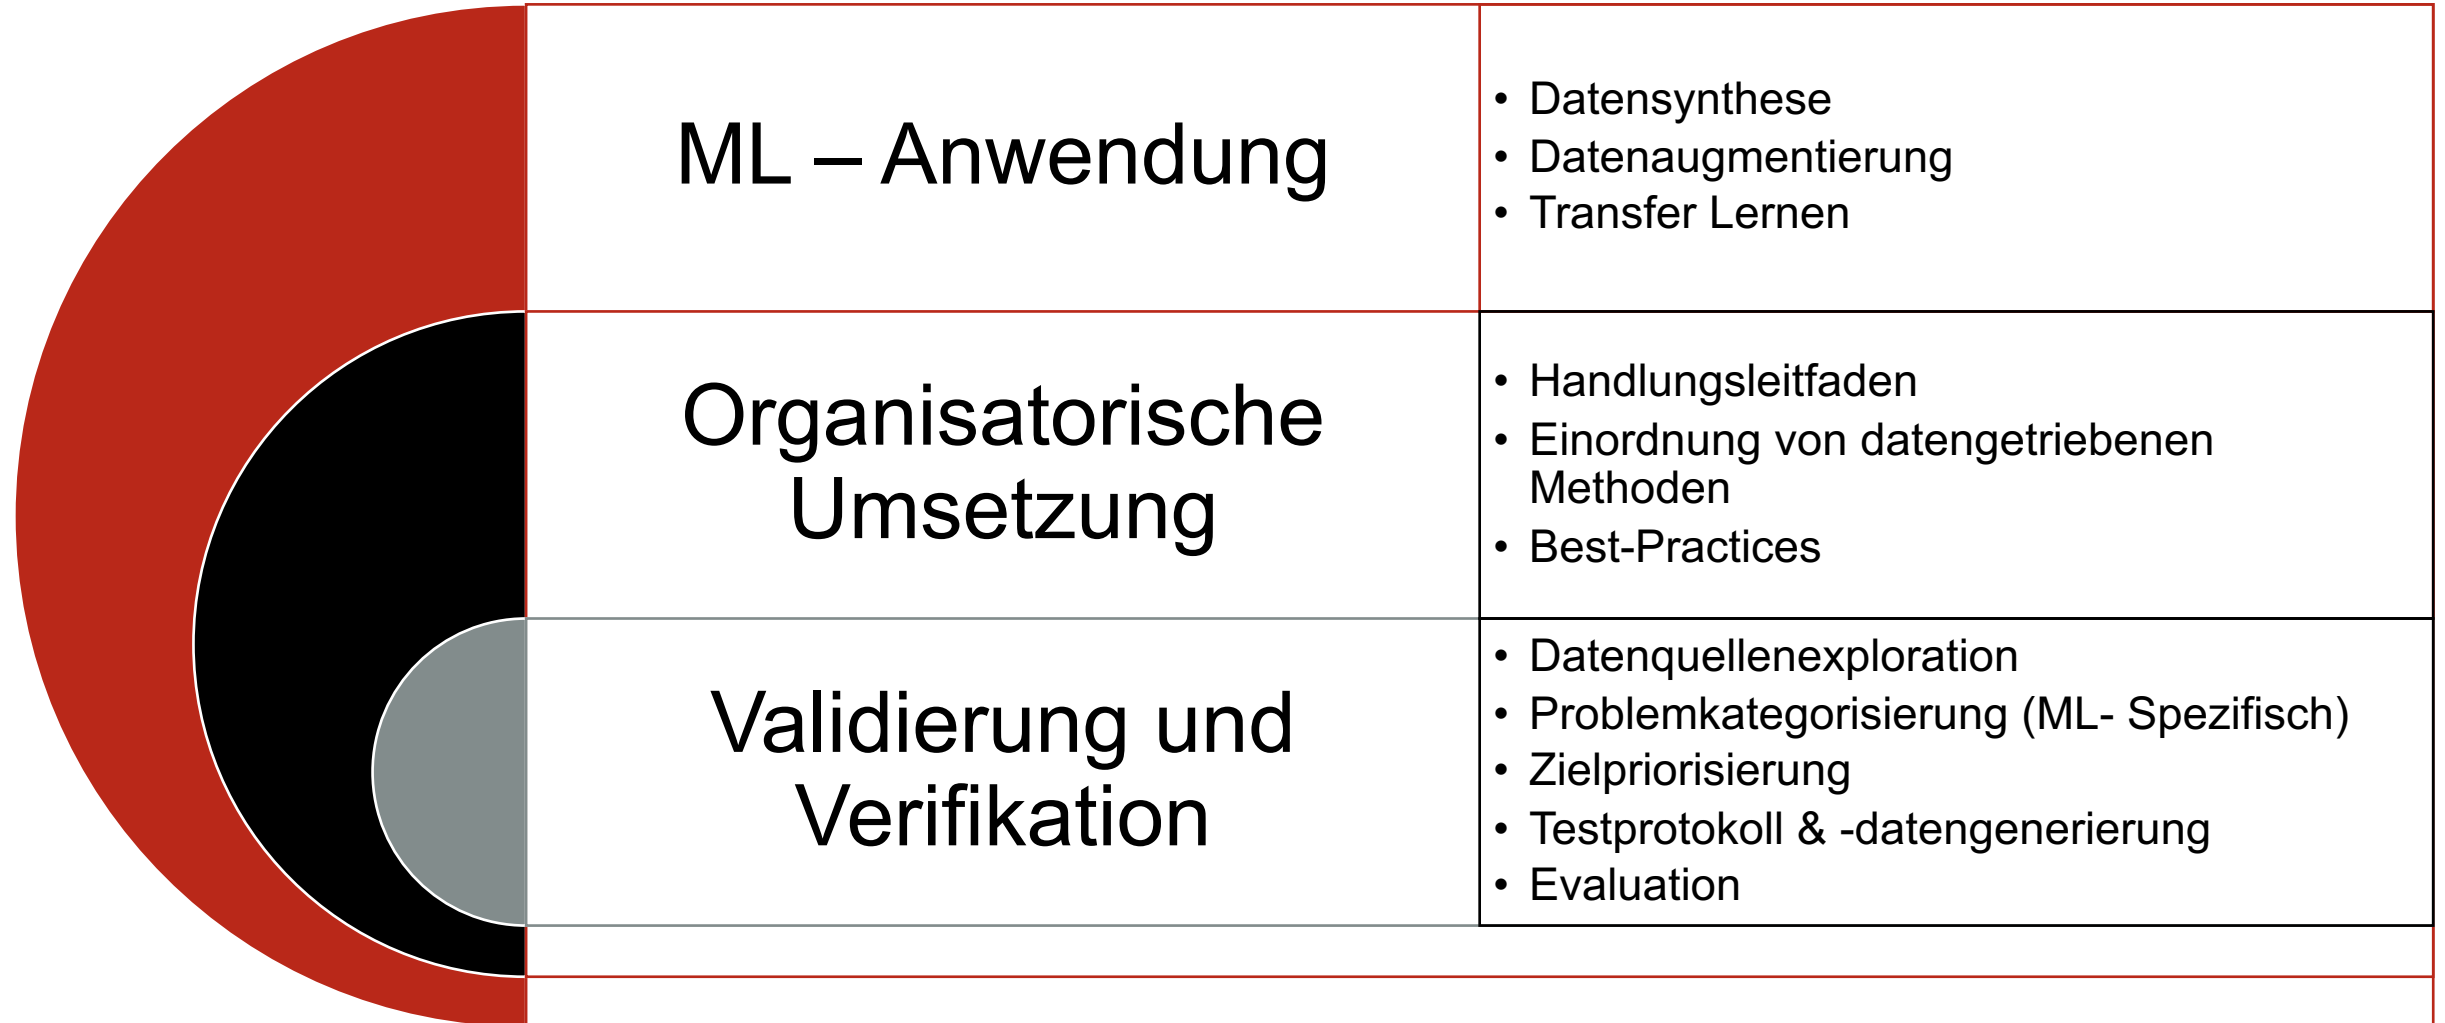 ML – Anwendung
• Datensynthese
• Datenaugmentierung
• Transfer Lernen
Organisatorische
Umsetzung
• Handlungsleitfaden
• Einordnung von datengetriebenen
Methoden
• Best-Practices
Validierung und
Verifikation
• Datenquellenexploration
• Problemkategorisierung (ML- Spezifisch)
• Zielpriorisierung
• Testprotokoll & -datengenerierung
• Evaluation